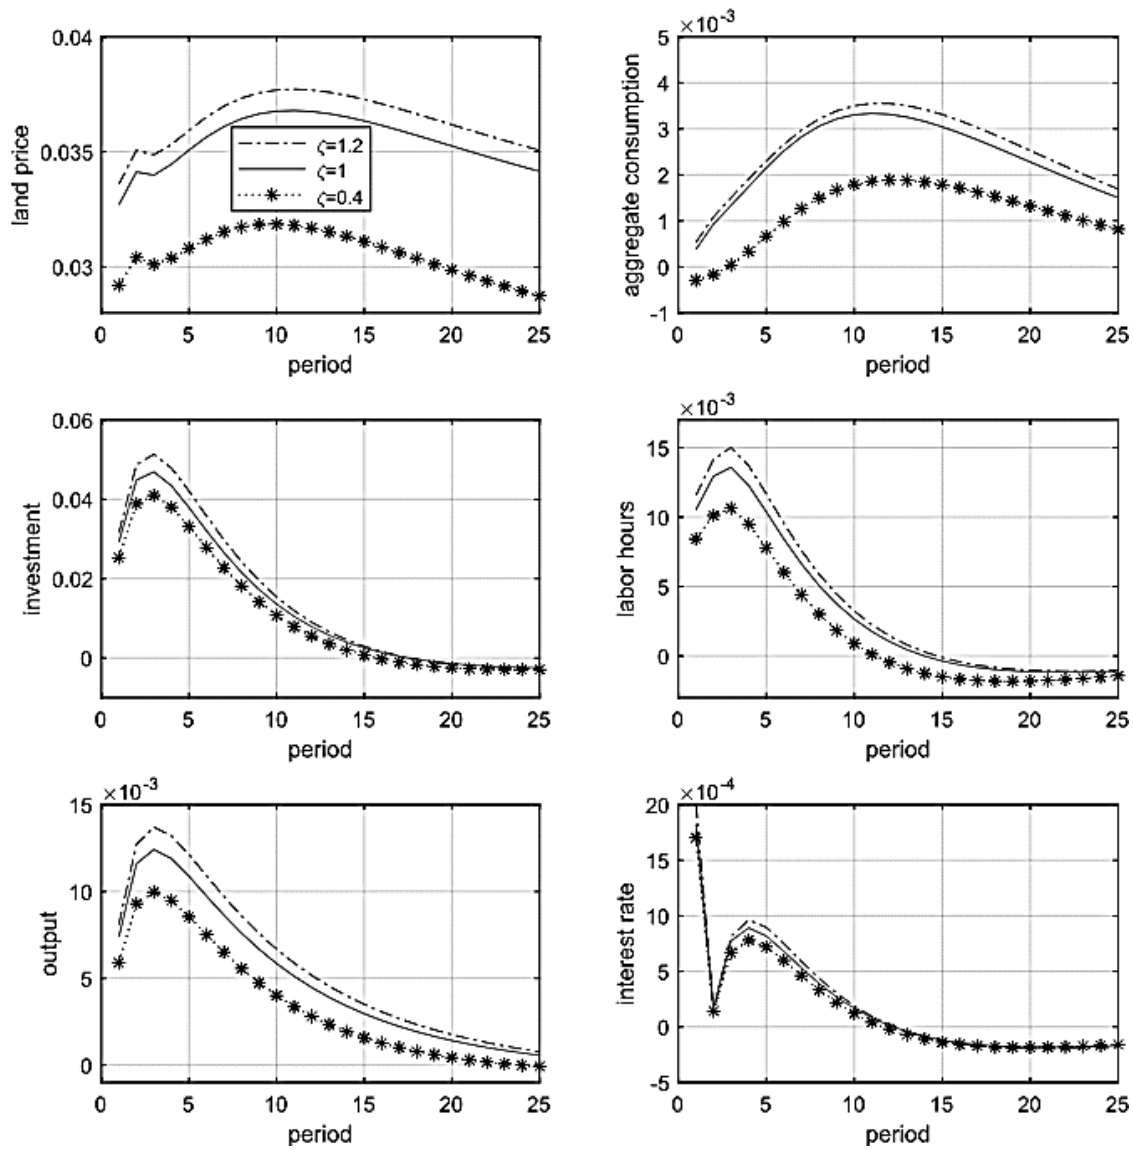 ×10⁻³
0.04
0.035
0.03
land price
ζ=1.2
ζ=1
ζ=0.4
0 5 10 15 20 25
period
5
4
3
2
1
0
-1
aggregate consumption
0 5 10 15 20 25
period
0.06
0.04
0.02
0
investment
0 5 10 15 20 25
period
×10⁻³
15
10
5
0
labor hours
0 5 10 15 20 25
period
×10⁻³
15
10
5
0
output
0 5 10 15 20 25
period
×10⁻⁴
20
15
10
5
0
-5
interest rate
0 5 10 15 20 25
period